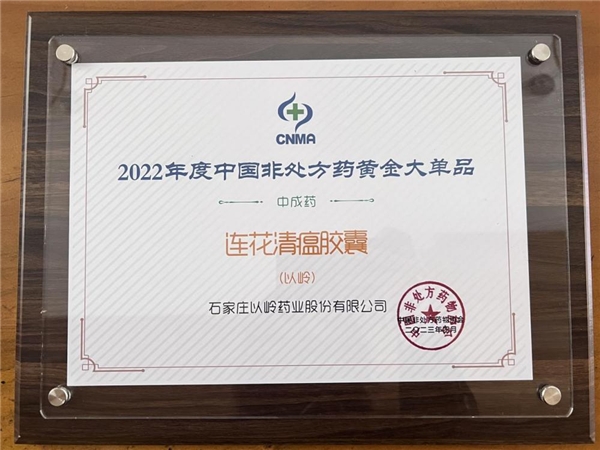 CNMA
2022年度中国非处方药黄金大单品
中成药
连花清瘟胶囊
(以岭)
石家庄以岭药业股份有限公司
中国非处方药物
二〇二三年 月